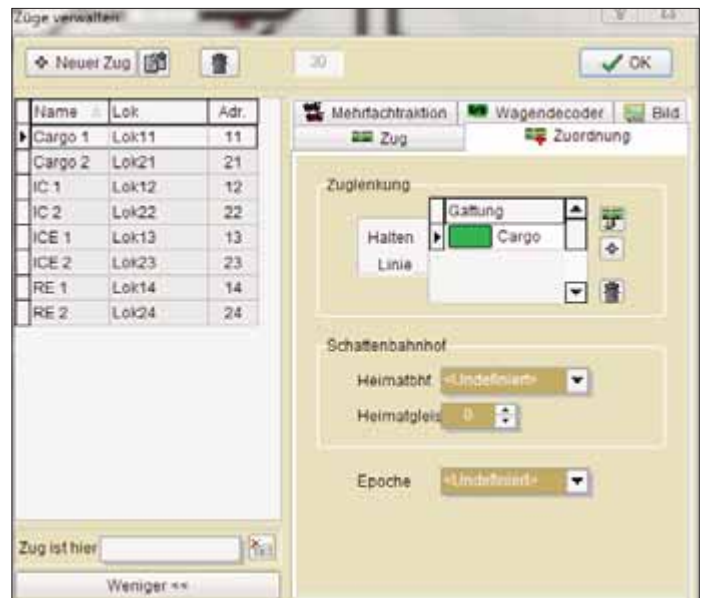 Züge verwalten
Neuer Zug
20
OK
Name Lok Adr.
Cargo 1 Lok11 11
Cargo 2 Lok21 21
IC 1 Lok12 12
IC 2 Lok22 22
ICE 1 Lok13 13
ICE 2 Lok23 23
RE 1 Lok14 14
RE 2 Lok24 24
Zug ist hier
Weniger <<
Mehrfachtraktion Wagendecoder Bild
Zug Zuordnung
Zuglenkung
Gattung
Halten Cargo
Linie
Schattenbahnhof
Heimatbhf. <Undefiniert>
Heimatgleis 0
Epoche <Undefiniert>